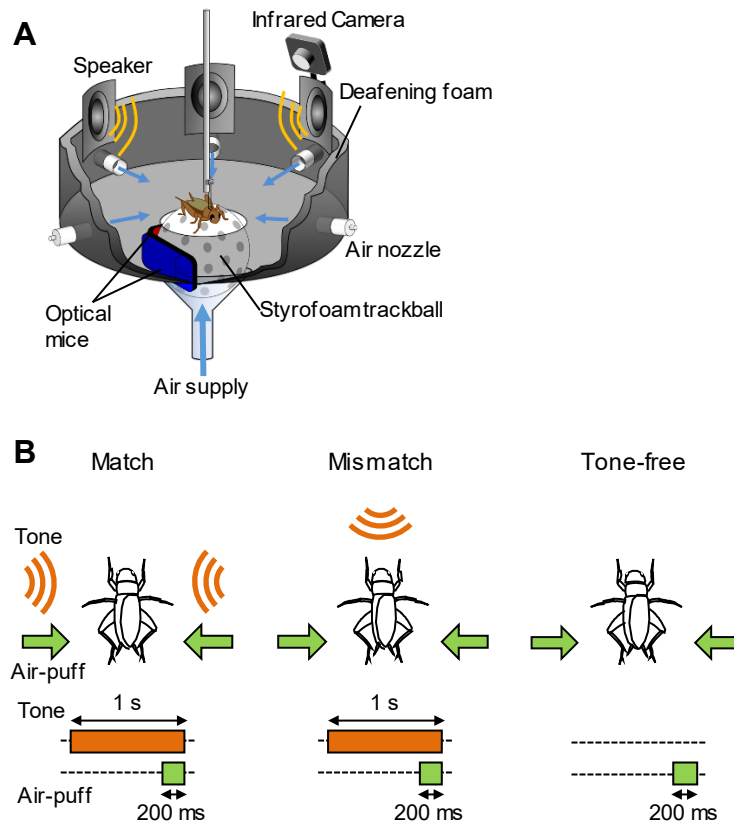 A
Infrared Camera
Speaker
Deafening foam
Air nozzle
Optical
mice
Styrofoam trackball
Air supply
B
Match
Mismatch
Tone-free
Tone
Air-puff
Tone
1 s
1 s
Air-puff
200 ms
200 ms
200 ms